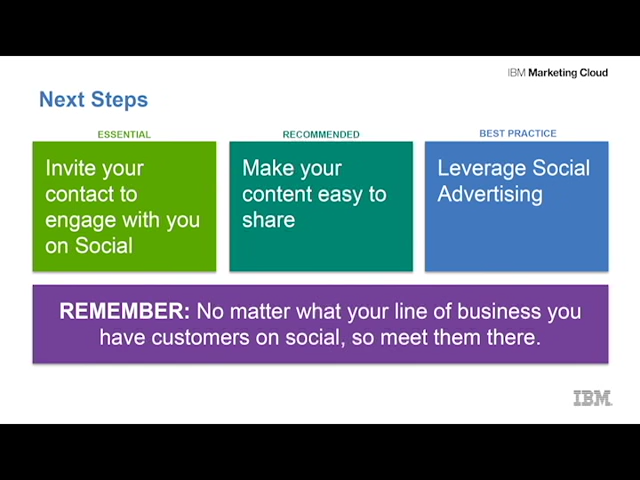 IBM Marketing Cloud
Next Steps
ESSENTIAL
Invite your
contact to
engage with you
on Social
RECOMMENDED
Make your
content easy to
share
BEST PRACTICE
Leverage Social
Advertising
REMEMBER: No matter what your line of business you
have customers on social, so meet them there.
IBM